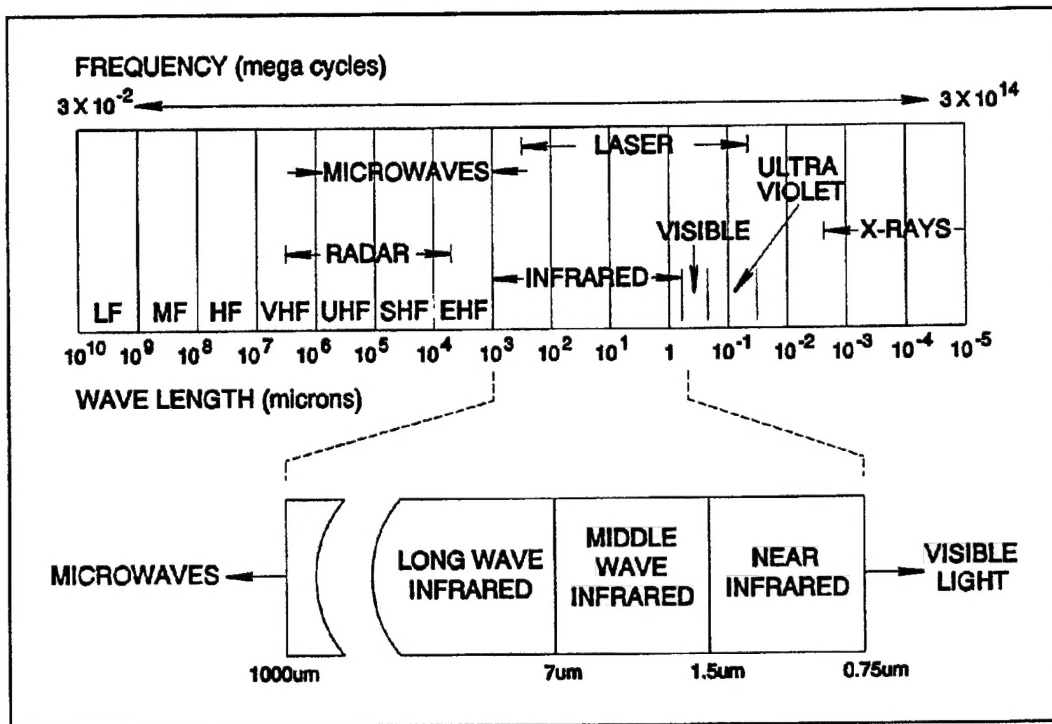 FREQUENCY (mega cycles)
3 X 10⁻² 3 X 10¹⁴
LASER
MICROWAVES
ULTRA
VIOLET
VISIBLE
X-RAYS
RADAR
INFRARED
LF MF HF VHF UHF SHF EHF
10¹⁰ 10⁹ 10⁸ 10⁷ 10⁶ 10⁵ 10⁴ 10³ 10² 10¹ 1 10⁻¹ 10⁻² 10⁻³ 10⁻⁴ 10⁻⁵
WAVE LENGTH (microns)
MICROWAVES
LONG WAVE
INFRARED
MIDDLE
WAVE
INFRARED
NEAR
INFRARED
VISIBLE
LIGHT
1000um 7um 1.5um 0.75um